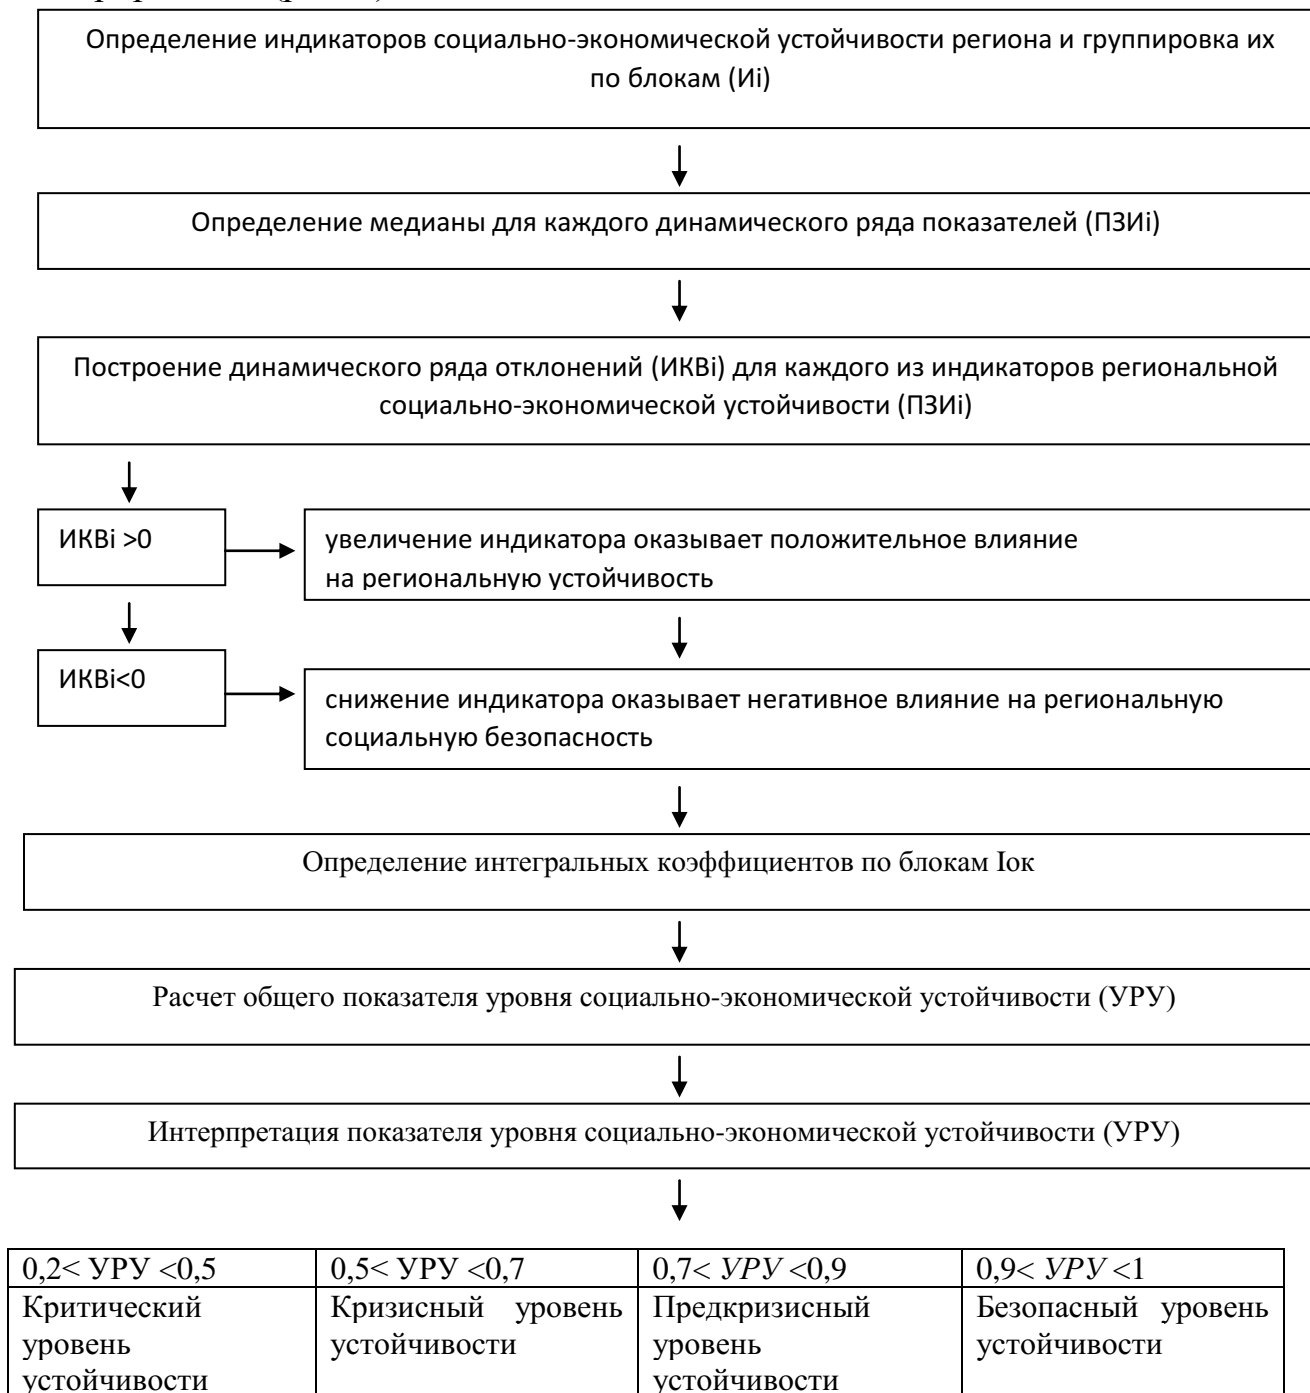 Определение индикаторов социально-экономической устойчивости региона и группировка их
по блокам (Иi)
Определение медианы для каждого динамического ряда показателей (ПЗИi)
Построение динамического ряда отклонений (ИКВi) для каждого из индикаторов региональной
социально-экономической устойчивости (ПЗИi)
ИКВi >0
увеличение индикатора оказывает положительное влияние
на региональную устойчивость
ИКВi<0
снижение индикатора оказывает негативное влияние на региональную
социальную безопасность
Определение интегральных коэффициентов по блокам Iок
Расчет общего показателя уровня социально-экономической устойчивости (УРУ)
Интерпретация показателя уровня социально-экономической устойчивости (УРУ)
0,2< УРУ <0,5
0,5< УРУ <0,7
0,7< УРУ <0,9
0,9< УРУ <1
Критический
уровень
устойчивости
Кризисный уровень
устойчивости
Предкризисный
уровень
устойчивости
Безопасный уровень
устойчивости